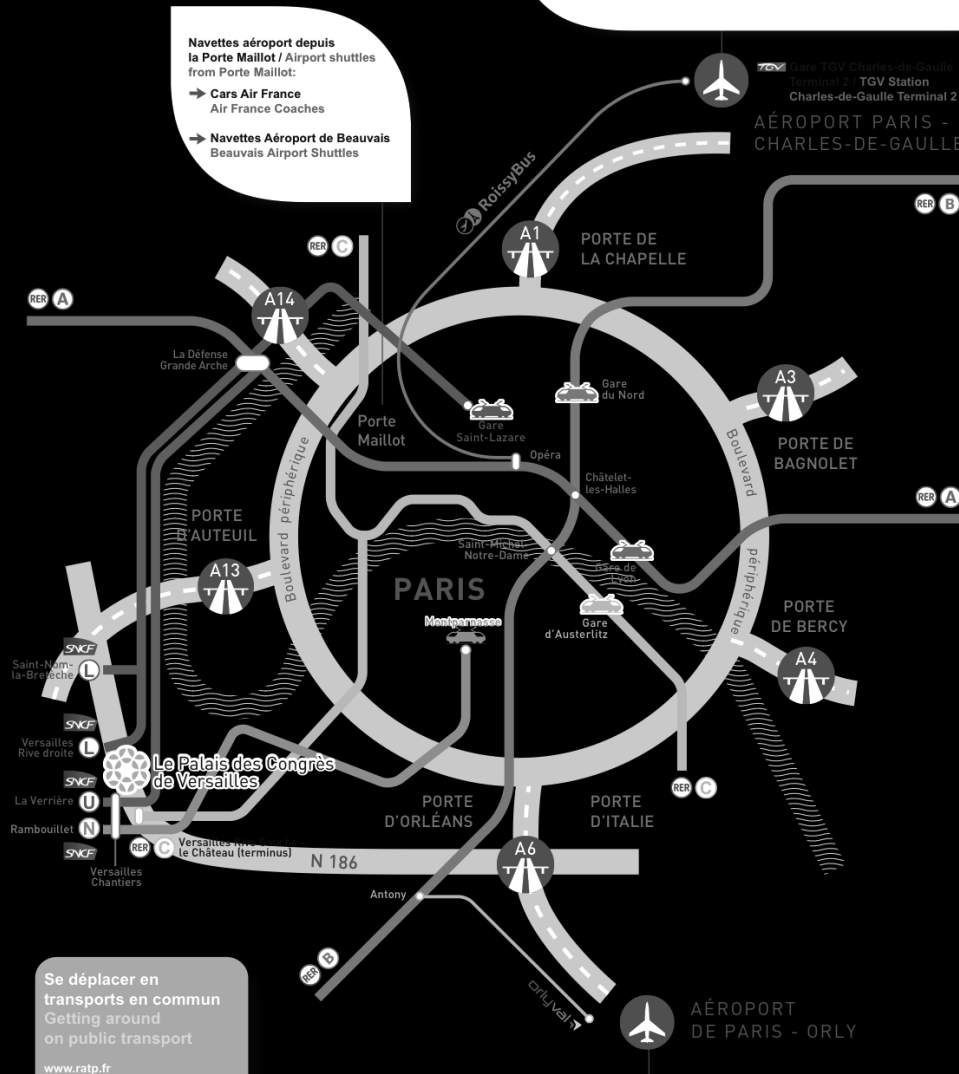 Navettes aéroport depuis
la Porte Maillot / Airport shuttles
from Porte Maillot:
Cars Air France
Air France Coaches
Navettes Aéroport de Beauvais
Beauvais Airport Shuttles
TGV Gare TGV Charles-de-Gaulle
Terminal 2 / TGV Station
Charles-de-Gaulle Terminal 2
AÉROPORT PARIS -
CHARLES-DE-GAULLE
RoissyBus
RER B
A1
PORTE DE
LA CHAPELLE
RER C
RER A
A14
La Défense
Grande Arche
A3
Gare
du Nord
Porte
Maillot
Gare
Saint-Lazare
PORTE DE
BAGNOLET
Boulevard
Opéra
Boulevard périphérique
Châtelet-
les-Halles
RER A
PORTE
D'AUTEUIL
Saint-Michel
Notre-Dame
Gare de
Lyon
périphérique
A13
PARIS
PORTE
DE BERCY
Montparnasse
Gare
d'Austerlitz
A4
SNCF
Saint-Nom-
la-Bretèche
L
SNCF
Versailles
Rive droite
L
Le Palais des Congrès
de Versailles
SNCF
La Verrière
U
RER C
PORTE
D'ORLÉANS
PORTE
D'ITALIE
Rambouillet
N
SNCF
RER C
Versailles Rive Gauche
le Château (terminus)
N 186
A6
Versailles
Chantiers
Antony
RER B
orlyval
Se déplacer en
transports en commun
Getting around
on public transport
www.ratp.fr
AÉROPORT
DE PARIS - ORLY